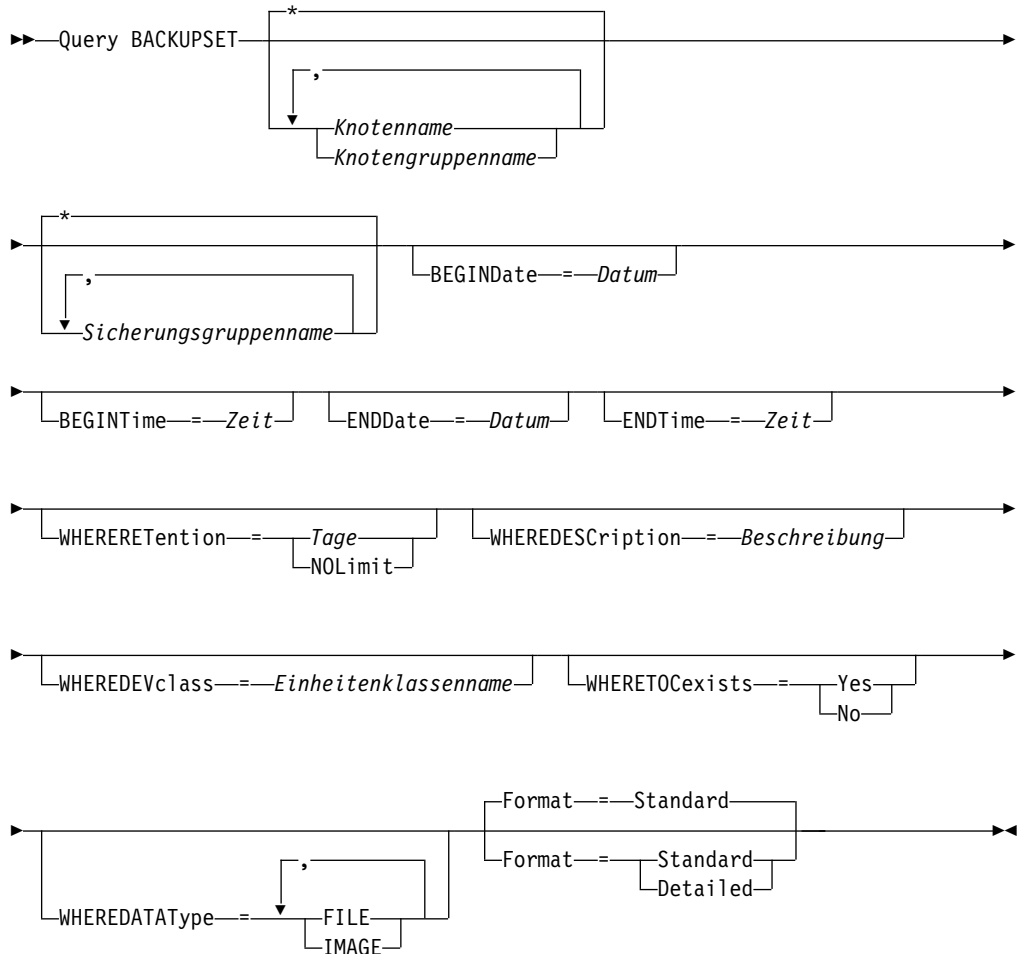 *
Query BACKUPSET
,
Knotenname
Knotengruppenname
*
,
Sicherungsgruppenname
BEGINDate = Datum
BEGINTime = Zeit
ENDDate = Datum
ENDTime = Zeit
WHERERETention = Tage
NOLimit
WHEREDESCription = Beschreibung
WHEREDEVclass = Einheitenklassenname
WHERETOCexists = Yes
No
WHEREDATAType = FILE
,
IMAGE
Format = Standard
Format = Standard
Detailed